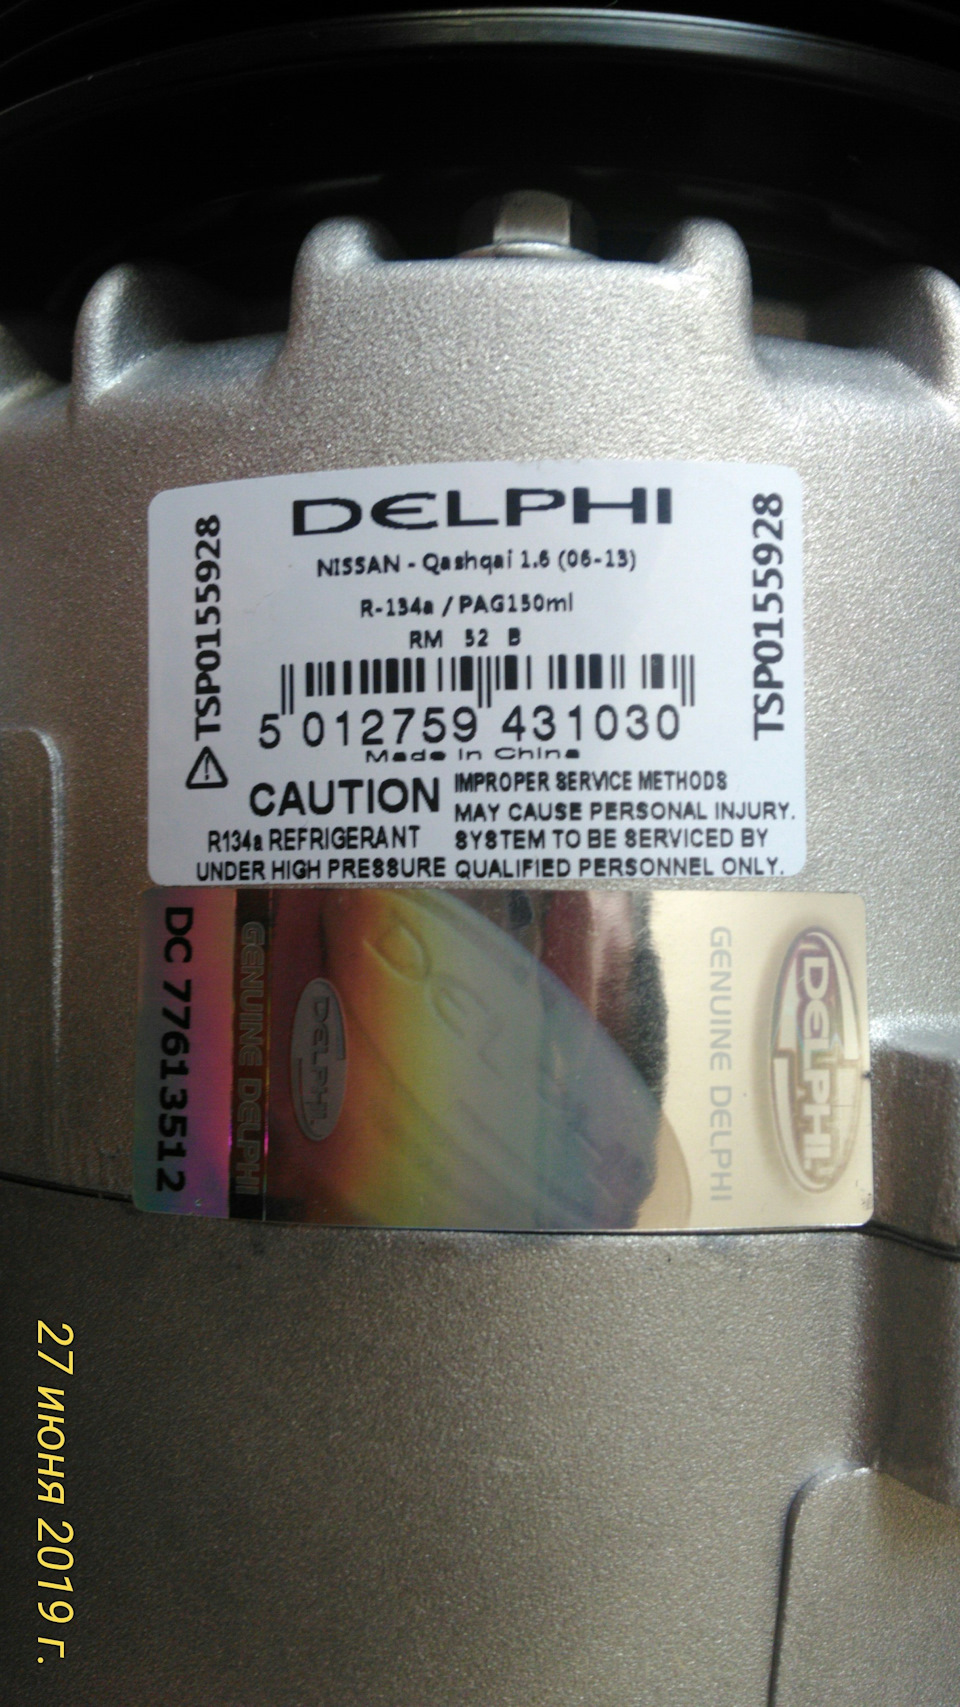 DELPHI
NISSAN - Qashqai 1.6 (06-13)
R-134a / PAG150ml
RM 52 B
TSP0155928
TSP0155928
5 012759 431030
Made in China
CAUTION
R134a REFRIGERANT
UNDER HIGH PRESSURE
IMPROPER SERVICE METHODS
MAY CAUSE PERSONAL INJURY.
SYSTEM TO BE SERVICED BY
QUALIFIED PERSONNEL ONLY.
DC 77613512
GENUINE DELPHI
DELPHI
DEL
GENUINE DELPHI
DELPHI
27 июня 2019 г.